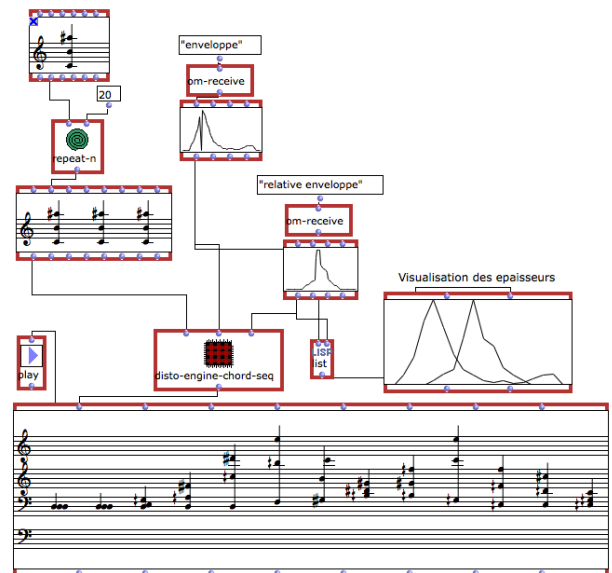 "enveloppe"
om-receive
20
repeat-n
"relative enveloppe"
om-receive
Visualisation des epaisseurs
play
disto-engine-chord-seq
LISP
list